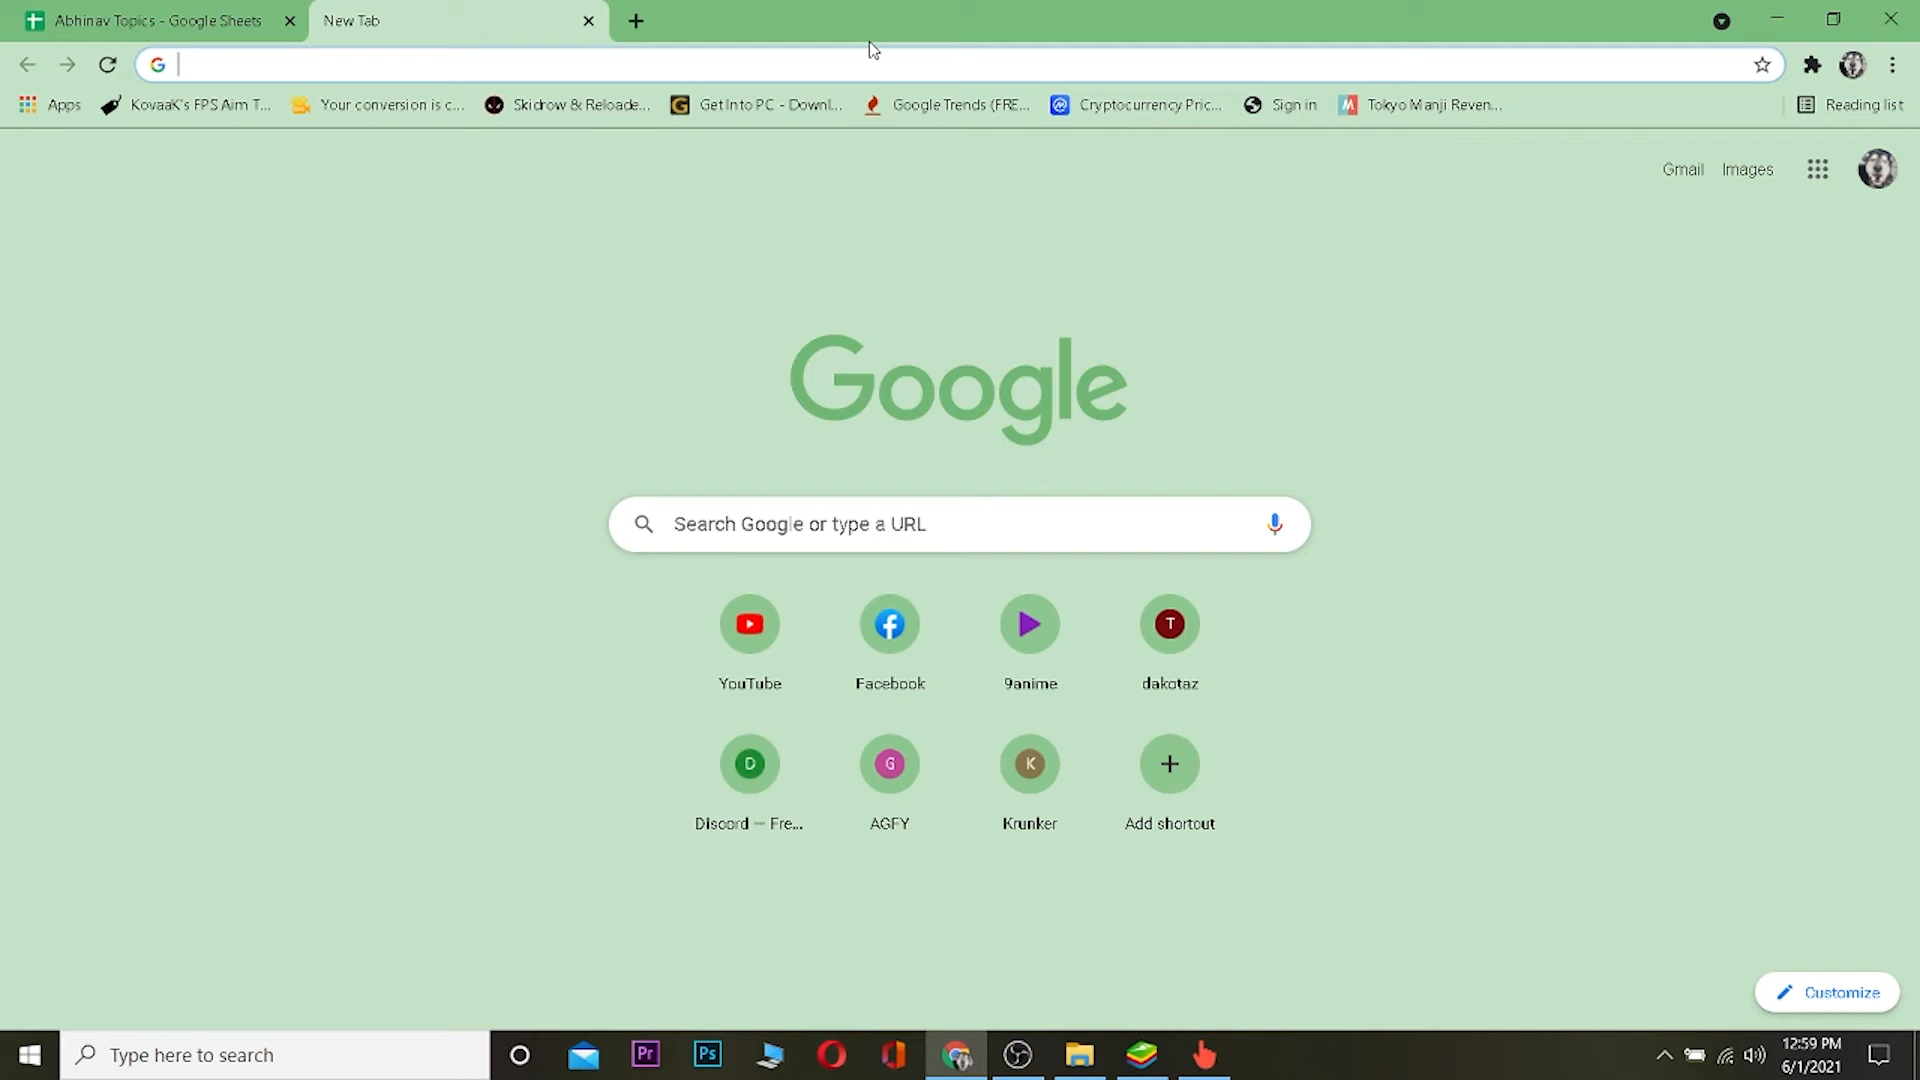 Abhinav Topics - Google Sheets
New Tab
Apps
KovaaK's FPS Aim T...
Your conversion is c...
Skidrow & Reloade...
Get Into PC - Downl...
Google Trends (FRE...
Cryptocurrency Pric...
Sign in
Tokyo Manji Reven...
Reading list
Gmail
Images
Google
Search Google or type a URL
YouTube
Facebook
9anime
T
dakotaz
D
Discord — Fre...
G
AGFY
K
Krunker
Add shortcut
Customize
Type here to search
Pr
Ps
12:59 PM
6/1/2021